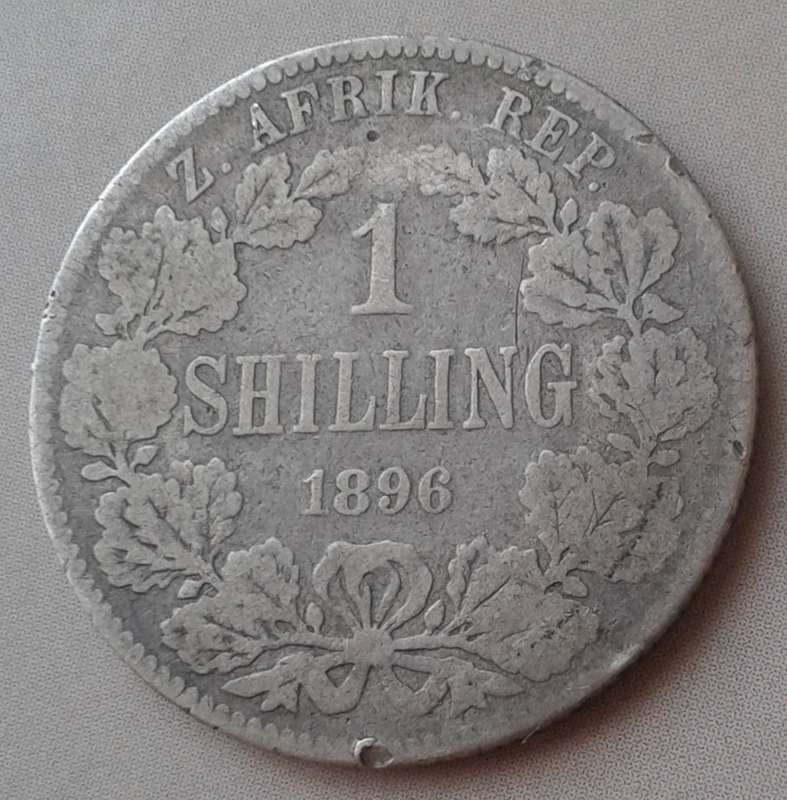 Z. AFRIK. REP.
1
SHILLING
1896